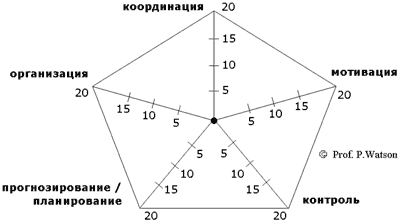 координация
20
15
10
5
организация
20
15
10
5
мотивация
20
15
10
5
© Prof. P.Watson
прогнозирование /
планирование
20
15
10
5
контроль
20
15
10
5